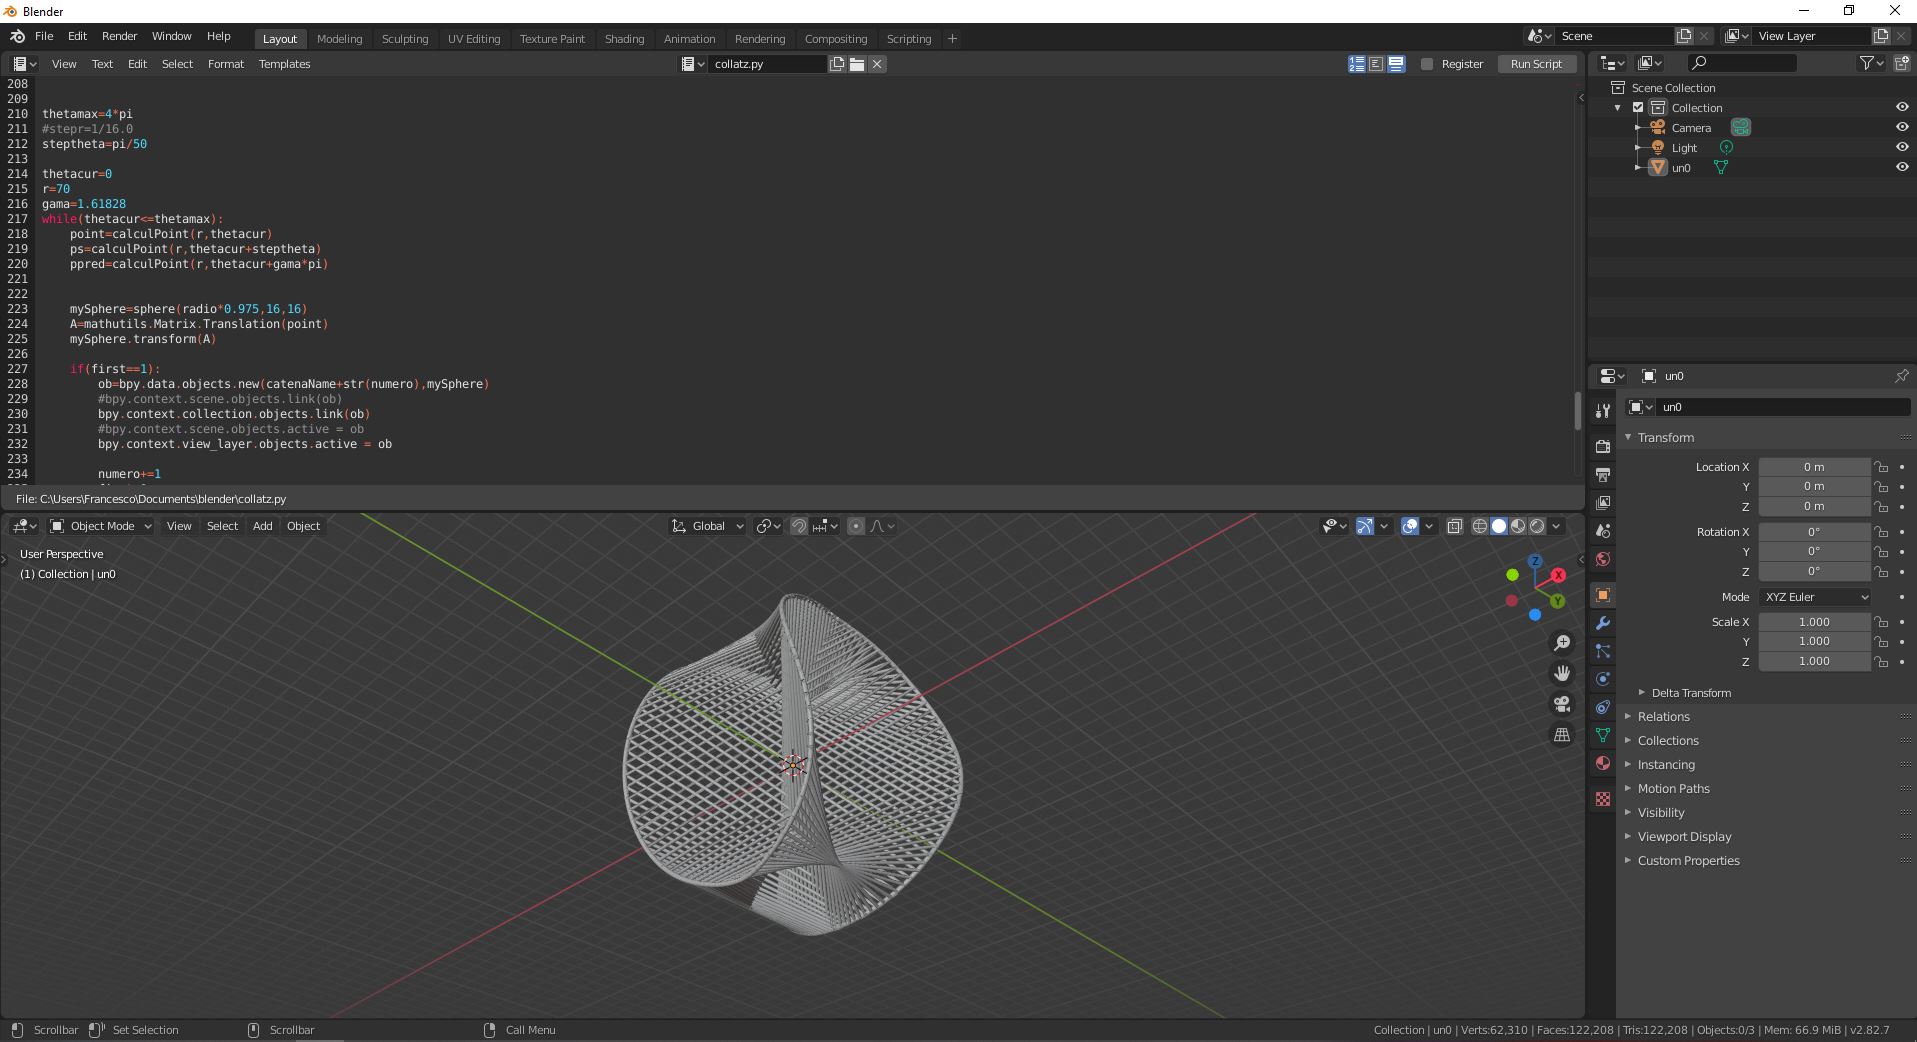 Blender
File Edit Render Window Help Layout Modeling Sculpting UV Editing Texture Paint Shading Animation Rendering Compositing Scripting + Scene View Layer
View Text Edit Select Format Templates collatz.py Register Run Script
208
209
210 thetamax=4*pi
211 #stepr=1/16.0
212 steptheta=pi/50
213
214 thetacur=0
215 r=70
216 gama=1.61828
217 while(thetacur<=thetamax):
218 point=calculPoint(r,thetacur)
219 ps=calculPoint(r,thetacur+steptheta)
220 ppred=calculPoint(r,thetacur+gama*pi)
221
222
223 mySphere=sphere(radio*0.975,16,16)
224 A=mathutils.Matrix.Translation(point)
225 mySphere.transform(A)
226
227 if(first==1):
228 ob=bpy.data.objects.new(catenaName+str(numero),mySphere)
229 #bpy.context.scene.objects.link(ob)
230 bpy.context.collection.objects.link(ob)
231 #bpy.context.scene.objects.active = ob
232 bpy.context.view_layer.objects.active = ob
233
234 numero+=1
File: C:\Users\Francesco\Documents\blender\collatz.py
Object Mode View Select Add Object Global
User Perspective
(1) Collection | un0
Z
X
Y
Scene Collection
Collection
Camera
Light
un0
un0
un0
Transform
Location X 0 m
Y 0 m
Z 0 m
Rotation X 0°
Y 0°
Z 0°
Mode XYZ Euler
Scale X 1.000
Y 1.000
Z 1.000
Delta Transform
Relations
Collections
Instancing
Motion Paths
Visibility
Viewport Display
Custom Properties
Scrollbar Set Selection Scrollbar Call Menu Collection | un0 | Verts:62,310 | Faces:122,208 | Tris:122,208 | Objects:0/3 | Mem: 66.9 MiB | v2.82.7